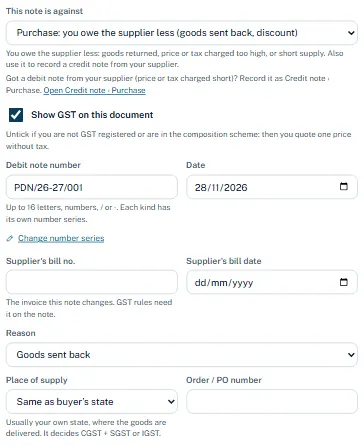 This note is against
Purchase: you owe the supplier less (goods sent back, discount)
You owe the supplier less: goods returned, price or tax charged too high, or short supply. Also
use it to record a credit note from your supplier.
Got a debit note from your supplier (price or tax charged short)? Record it as Credit note ›
Purchase. Open Credit note › Purchase
Show GST on this document
Untick if you are not GST registered or are in the composition scheme; then you quote one price
without tax.
Debit note number
Date
PDN/26-27/001
28/11/2026
Up to 16 letters, numbers, / or -. Each kind has
its own number series.
Change number series
Supplier's bill no.
Supplier's bill date
dd/mm/yyyy
The invoice this note changes. GST rules need
it on the note.
Reason
Goods sent back
Place of supply
Order / PO number
Same as buyer's state
Usually your own state, where the goods are
delivered. It decides CGST + SGST or IGST.